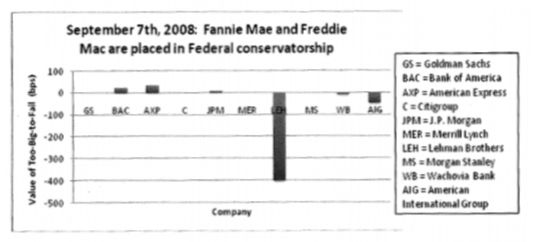 September 7th, 2008: Fannie Mae and Freddie
Mac are placed in Federal conservatorship
Value of Too-Big-to-Fail (bps)
100
0
-100
-200
-300
-400
-500
GS BAC AXP C JPM MER LEH MS WB AIG
Company
GS = Goldman Sachs
BAC = Bank of America
AXP = American Express
C = Citigroup
JPM = J.P. Morgan
MER = Merrill Lynch
LEH = Lehman Brothers
MS = Morgan Stanley
WB = Wachovia Bank
AIG = American
International Group